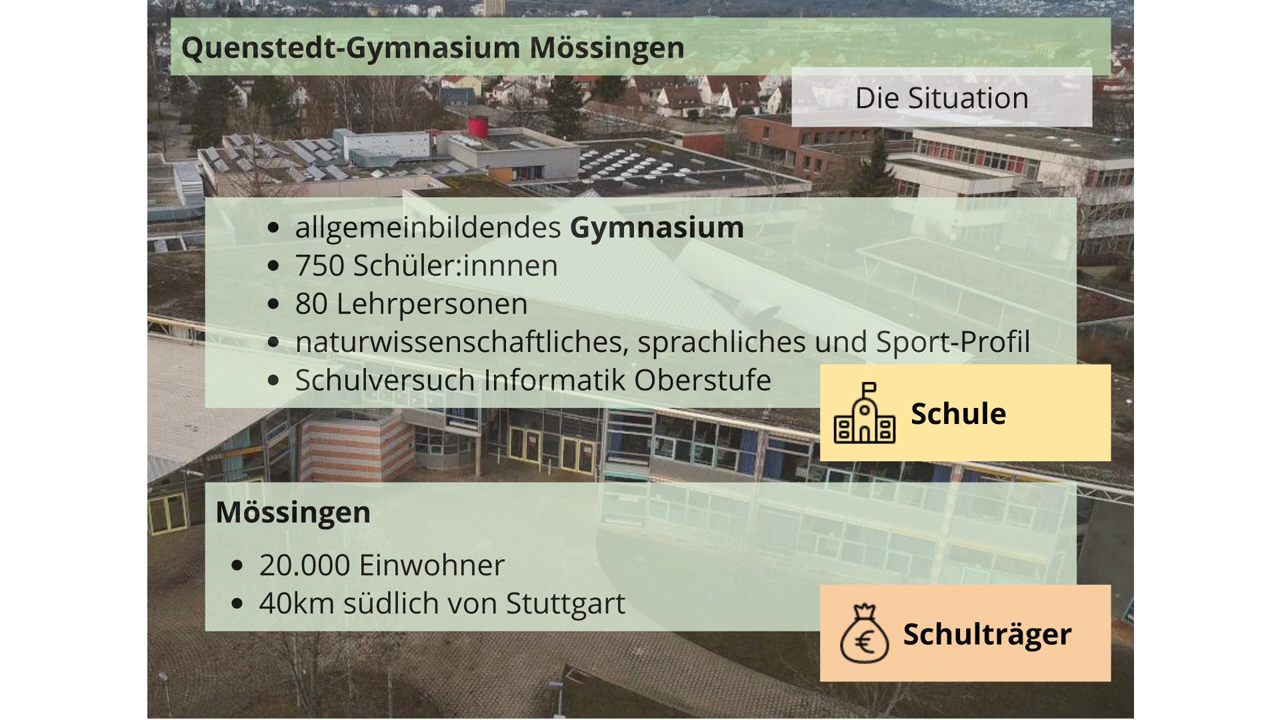 Quenstedt-Gymnasium Mössingen
Die Situation
• allgemeinbildendes Gymnasium
• 750 Schüler:innnen
• 80 Lehrpersonen
• naturwissenschaftliches, sprachliches und Sport-Profil
• Schulversuch Informatik Oberstufe
Schule
Mössingen
• 20.000 Einwohner
• 40km südlich von Stuttgart
€
Schulträger